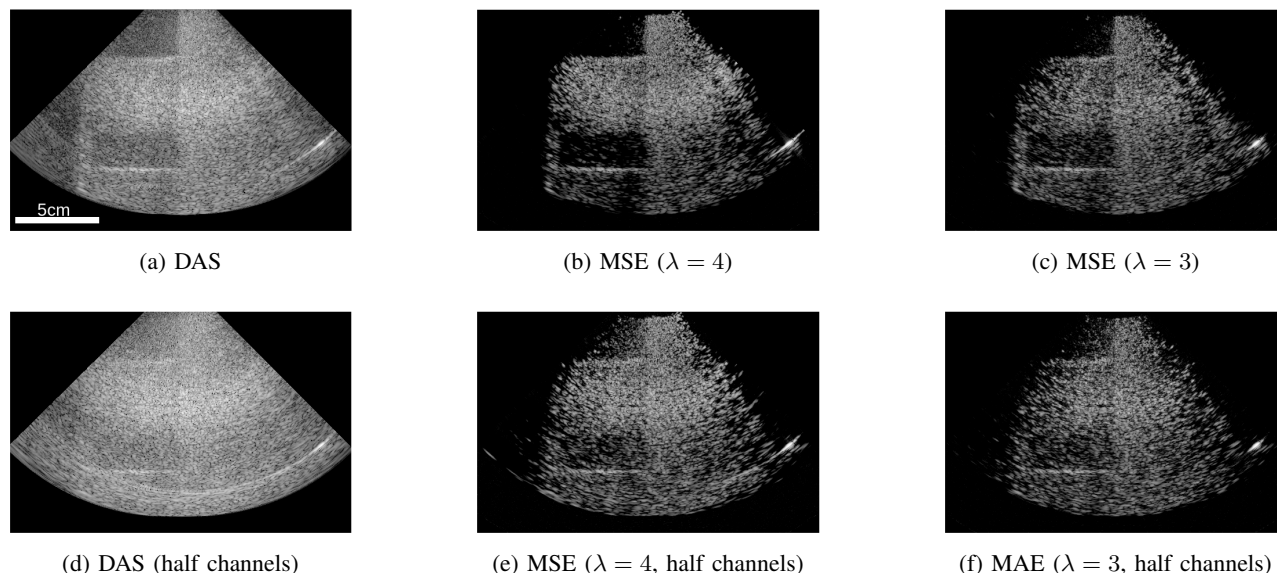 5cm
(a) DAS
(b) MSE (λ = 4)
(c) MSE (λ = 3)
(d) DAS (half channels)
(e) MSE (λ = 4, half channels)
(f) MAE (λ = 3, half channels)